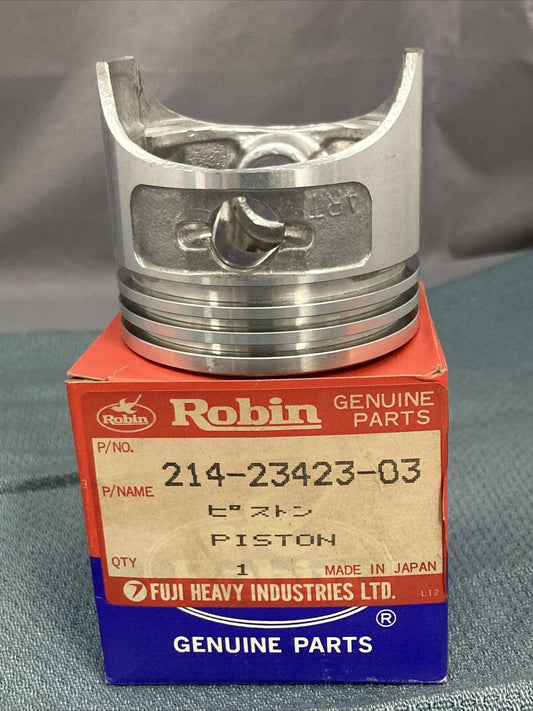 4RT
Robin
Robin
GENUINE
PARTS
P/NO.
214-23423-03
P/NAME
ピストン
PISTON
QTY
1
MADE IN JAPAN
FUJI HEAVY INDUSTRIES LTD.
L12
®
GENUINE PARTS